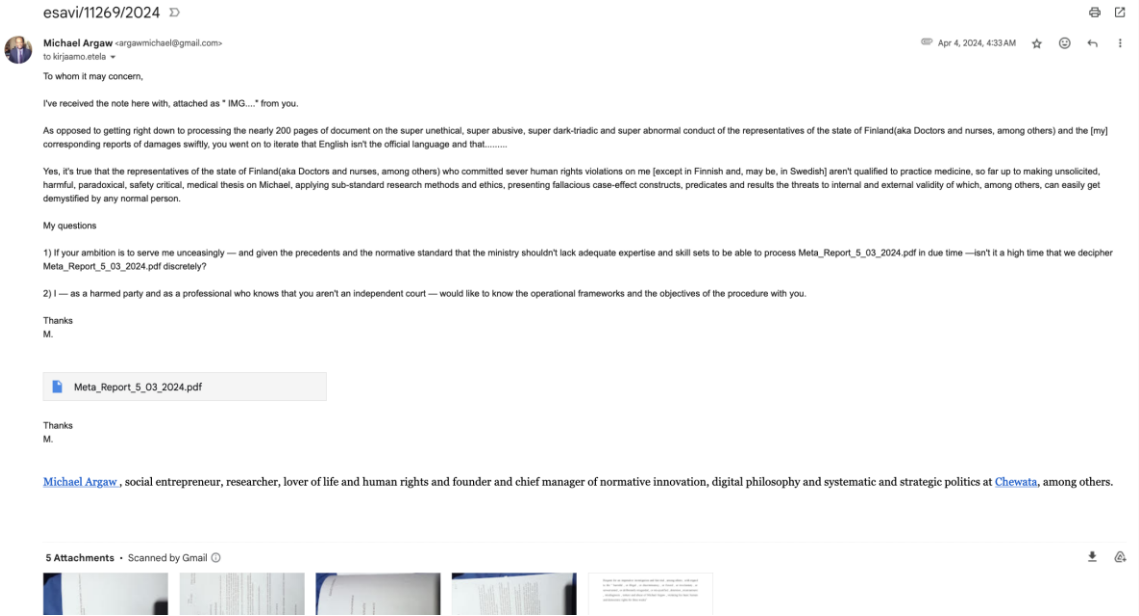 esavi/11269/2024
Michael Argaw <argawmichael@gmail.com>
Apr 4, 2024, 4:33 AM
to kirjaamo.etela
To whom it may concern,
I've received the note here with, attached as " IMG...." from you.
As opposed to getting right down to processing the nearly 200 pages of document on the super unethical, super abusive, super dark-triadic and super abnormal conduct of the representatives of the state of Finland(aka Doctors and nurses, among others) and the [my]
corresponding reports of damages swiftly, you went on to iterate that English isn't the official language and that.........
Yes, it's true that the representatives of the state of Finland(aka Doctors and nurses, among others) who committed sever human rights violations on me [except in Finnish and, may be, in Swedish] aren't qualified to practice medicine, so far up to making unsolicited,
harmful, paradoxical, safety critical, medical thesis on Michael, applying sub-standard research methods and ethics, presenting fallacious case-effect constructs, predicates and results the threats to internal and external validity of which, among others, can easily get
demystified by any normal person.
My questions
1) If your ambition is to serve me unceasingly — and given the precedents and the normative standard that the ministry shouldn't lack adequate expertise and skill sets to be able to process Meta_Report_5_03_2024.pdf in due time —isn't it a high time that we decipher
Meta_Report_5_03_2024.pdf discretely?
2) I — as a harmed party and as a professional who knows that you aren't an independent court — would like to know the operational frameworks and the objectives of the procedure with you.
Thanks
M.
Meta_Report_5_03_2024.pdf
Thanks
M.
Michael Argaw , social entrepreneur, researcher, lover of life and human rights and founder and chief manager of normative innovation, digital philosophy and systematic and strategic politics at Chewata, among others.
5 Attachments • Scanned by Gmail